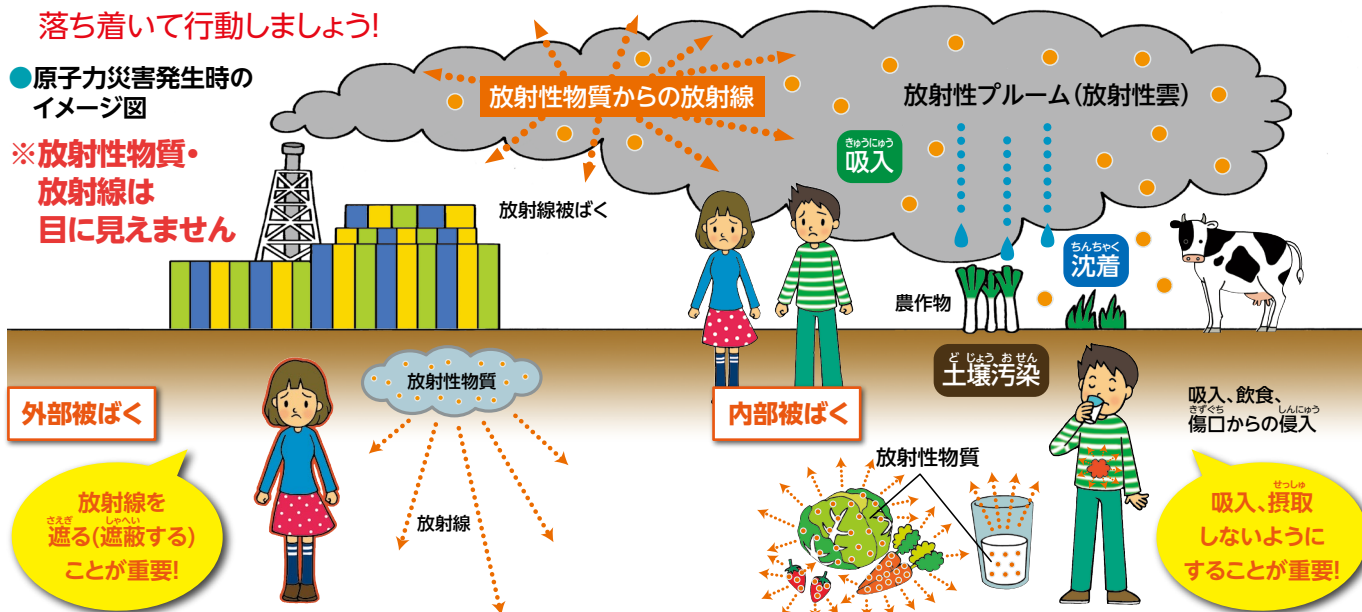 落ち着いて行動しましょう!
●原子力災害発生時の
イメージ図
※放射性物質・
放射線は
目に見えません
放射性物質からの放射線
放射性プルーム(放射性雲)
きゅうにゅう
吸入
放射線被ばく
ちんちゃく
沈着
農作物
どじょうおせん
土壌汚染
外部被ばく
放射性物質
放射線
放射線を
さえぎ しゃへい
遮る(遮蔽する)
ことが重要!
内部被ばく
放射性物質
吸入、飲食、
きずぐち しんにゅう
傷口からの侵入
せっしゅ
吸入、摂取
しないように
することが重要!